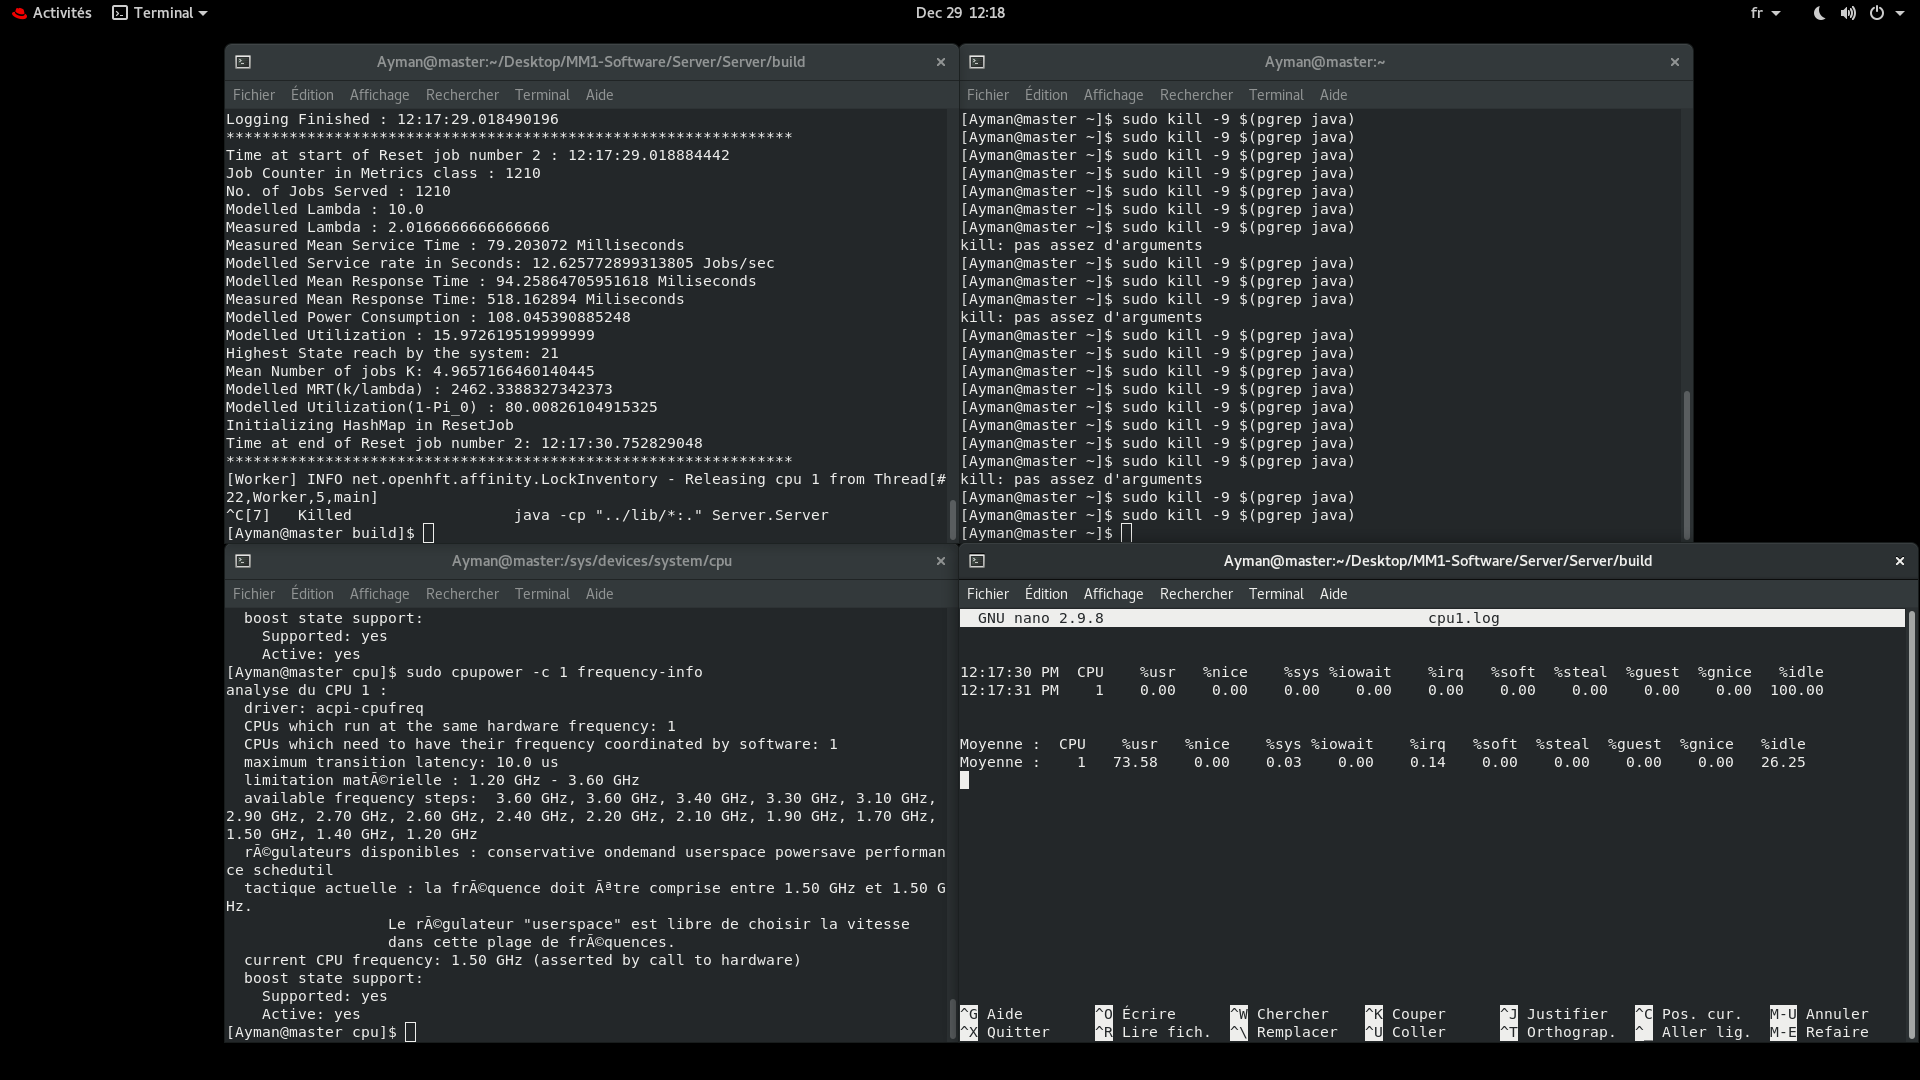 Activités Terminal Dec 29 12:18 fr
Ayman@master:~/Desktop/MM1-Software/Server/Server/build
Fichier Édition Affichage Rechercher Terminal Aide
Logging Finished : 12:17:29.018490196
***************************************************************
Time at start of Reset job number 2 : 12:17:29.018884442
Job Counter in Metrics class : 1210
No. of Jobs Served : 1210
Modelled Lambda : 10.0
Measured Lambda : 2.0166666666666666
Measured Mean Service Time : 79.203072 Milliseconds
Modelled Service rate in Seconds: 12.625772899313805 Jobs/sec
Modelled Mean Response Time : 94.25864705951618 Miliseconds
Measured Mean Response Time: 518.162894 Miliseconds
Modelled Power Consumption : 108.045390885248
Modelled Utilization : 15.972619519999999
Highest State reach by the system: 21
Mean Number of jobs K: 4.9657166460140445
Modelled MRT(k/lambda) : 2462.3388327342373
Modelled Utilization(1-Pi_0) : 80.00826104915325
Initializing HashMap in ResetJob
Time at end of Reset job number 2: 12:17:30.752829048
***************************************************************
[Worker] INFO net.openhft.affinity.LockInventory - Releasing cpu 1 from Thread[#
22,Worker,5,main]
^C[7]   Killed                  java -cp "../lib/*:." Server.Server
[Ayman@master build]$
Ayman@master:~
Fichier Édition Affichage Rechercher Terminal Aide
[Ayman@master ~]$ sudo kill -9 $(pgrep java)
[Ayman@master ~]$ sudo kill -9 $(pgrep java)
[Ayman@master ~]$ sudo kill -9 $(pgrep java)
[Ayman@master ~]$ sudo kill -9 $(pgrep java)
[Ayman@master ~]$ sudo kill -9 $(pgrep java)
[Ayman@master ~]$ sudo kill -9 $(pgrep java)
[Ayman@master ~]$ sudo kill -9 $(pgrep java)
kill: pas assez d'arguments
[Ayman@master ~]$ sudo kill -9 $(pgrep java)
[Ayman@master ~]$ sudo kill -9 $(pgrep java)
[Ayman@master ~]$ sudo kill -9 $(pgrep java)
kill: pas assez d'arguments
[Ayman@master ~]$ sudo kill -9 $(pgrep java)
[Ayman@master ~]$ sudo kill -9 $(pgrep java)
[Ayman@master ~]$ sudo kill -9 $(pgrep java)
[Ayman@master ~]$ sudo kill -9 $(pgrep java)
[Ayman@master ~]$ sudo kill -9 $(pgrep java)
[Ayman@master ~]$ sudo kill -9 $(pgrep java)
[Ayman@master ~]$ sudo kill -9 $(pgrep java)
[Ayman@master ~]$ sudo kill -9 $(pgrep java)
kill: pas assez d'arguments
[Ayman@master ~]$ sudo kill -9 $(pgrep java)
[Ayman@master ~]$ sudo kill -9 $(pgrep java)
[Ayman@master ~]$
Ayman@master:/sys/devices/system/cpu
Fichier Édition Affichage Rechercher Terminal Aide
boost state support:
Supported: yes
Active: yes
[Ayman@master cpu]$ sudo cpupower -c 1 frequency-info
analyse du CPU 1 :
driver: acpi-cpufreq
CPUs which run at the same hardware frequency: 1
CPUs which need to have their frequency coordinated by software: 1
maximum transition latency: 10.0 us
limitation matÃ©rielle : 1.20 GHz - 3.60 GHz
available frequency steps:  3.60 GHz, 3.60 GHz, 3.40 GHz, 3.30 GHz, 3.10 GHz,
2.90 GHz, 2.70 GHz, 2.60 GHz, 2.40 GHz, 2.20 GHz, 2.10 GHz, 1.90 GHz, 1.70 GHz,
1.50 GHz, 1.40 GHz, 1.20 GHz
rÃ©gulateurs disponibles : conservative ondemand userspace powersave performan
ce schedutil
tactique actuelle : la frÃ©quence doit Ãªtre comprise entre 1.50 GHz et 1.50 G
Hz.
Le rÃ©gulateur "userspace" est libre de choisir la vitesse
dans cette plage de frÃ©quences.
current CPU frequency: 1.50 GHz (asserted by call to hardware)
boost state support:
Supported: yes
Active: yes
[Ayman@master cpu]$
Ayman@master:~/Desktop/MM1-Software/Server/Server/build
Fichier Édition Affichage Rechercher Terminal Aide
GNU nano 2.9.8 cpu1.log
12:17:30 PM  CPU    %usr   %nice    %sys %iowait    %irq   %soft  %steal  %guest  %gnice   %idle
12:17:31 PM    1    0.00    0.00    0.00    0.00    0.00    0.00    0.00    0.00    0.00  100.00
Moyenne :  CPU    %usr   %nice    %sys %iowait    %irq   %soft  %steal  %guest  %gnice   %idle
Moyenne :    1   73.58    0.00    0.03    0.00    0.14    0.00    0.00    0.00    0.00   26.25
^G Aide ^O Écrire ^W Chercher ^K Couper ^J Justifier ^C Pos. cur. M-U Annuler
^X Quitter ^R Lire fich. ^\ Remplacer ^U Coller ^T Orthograp. ^_ Aller lig. M-E Refaire